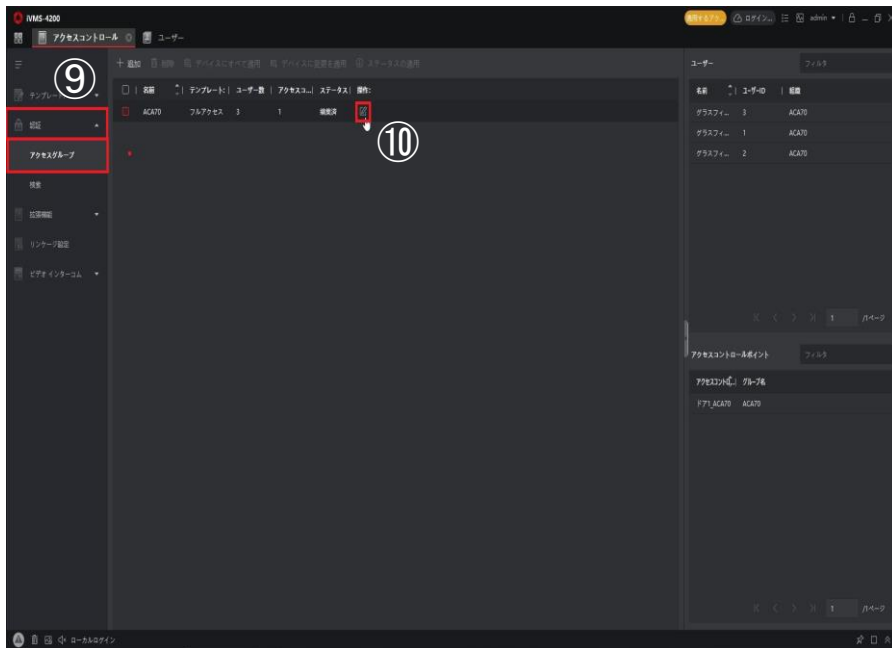 iVMS-4200
admin
アクセスコントロール
ユーザー
⑨
+ 追加 削除 デバイスにすべて適用 デバイスに変更を適用 ステータスの適用
ユーザー フィルタ
名前 テンプレート: ユーザー数 アクセスコ... ステータス 操作:
ACA70 フルアクセス 3 1
⑩
認証
アクセスグループ
検索
拡張機能
リンケージ設定
ビデオ インターコム
名前 ユーザーID 組織
グラスフィ... 3 ACA70
グラスフィ... 1 ACA70
グラスフィ... 2 ACA70
1 /1ページ
アクセスコントロールポイント フィルタ
グループ名
ドア1_ACA70 ACA70
1 /1ページ
ローカルログイン